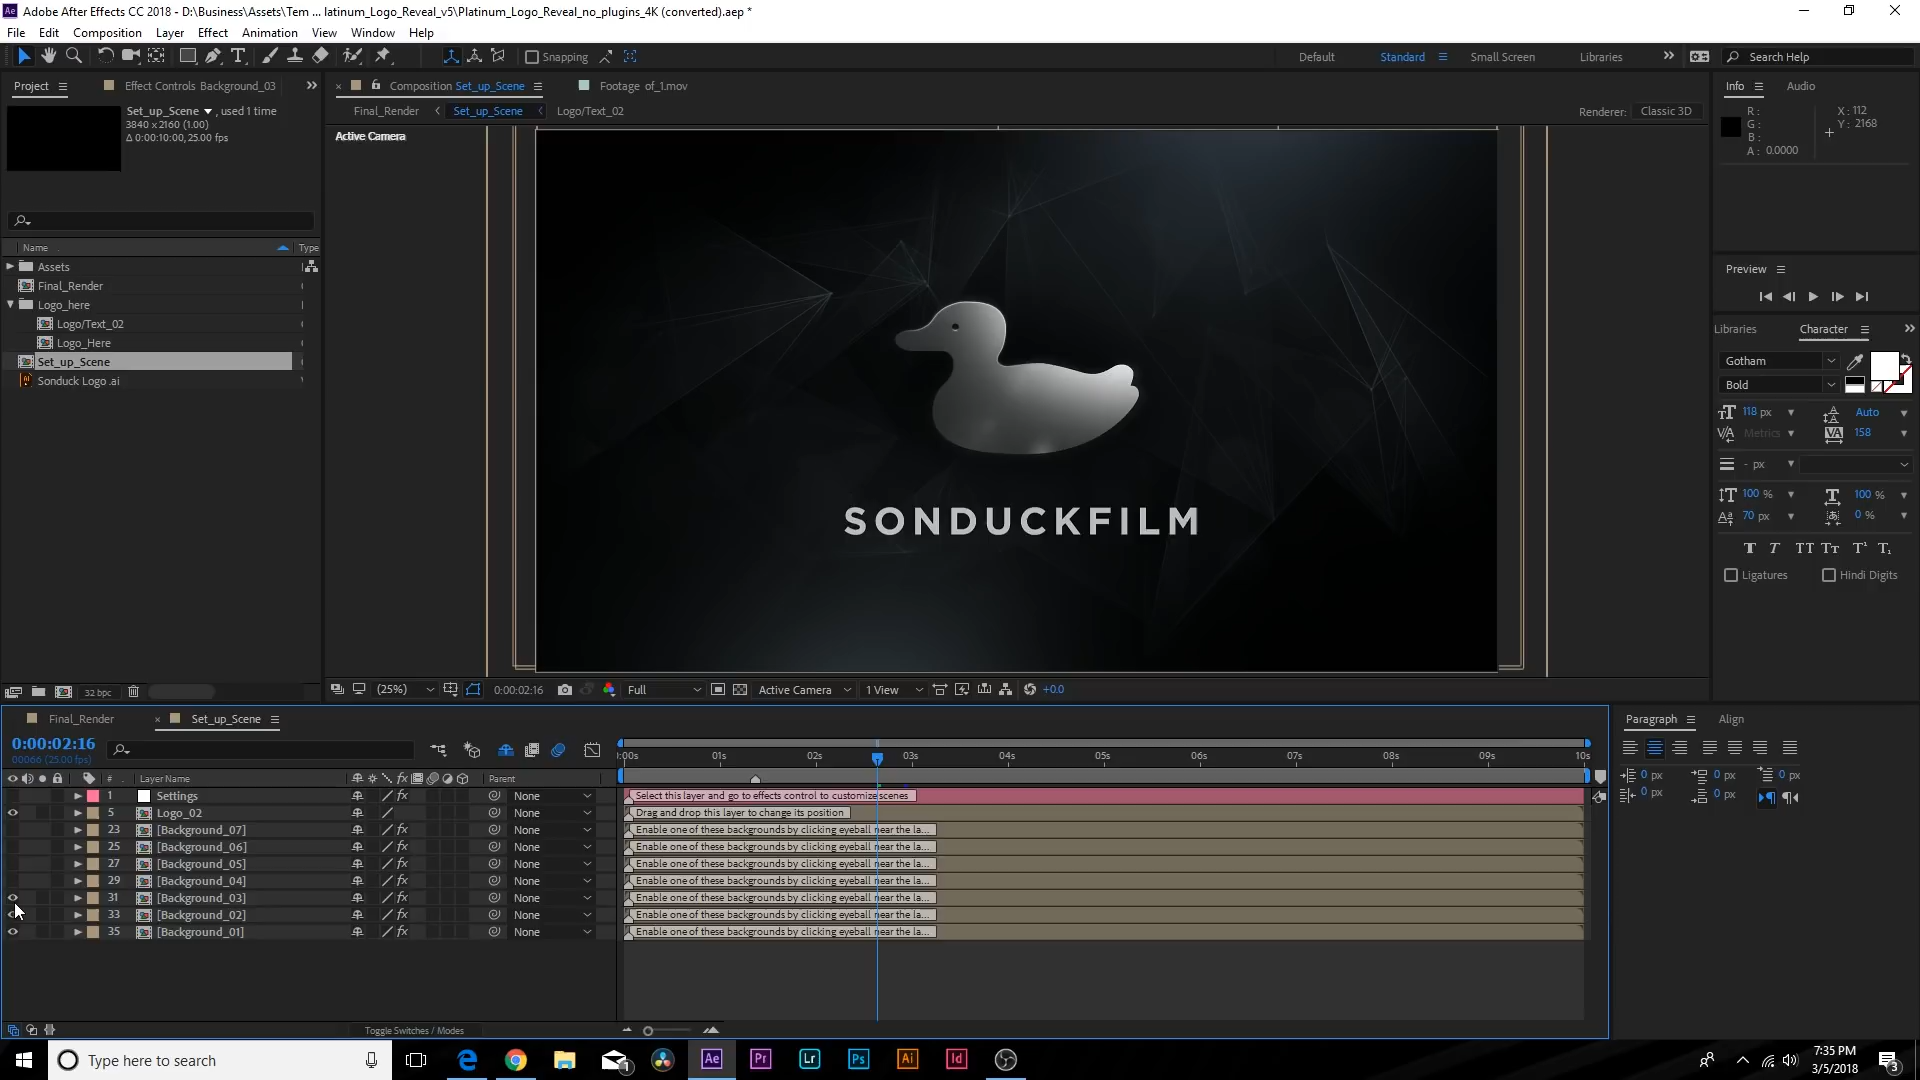 Adobe After Effects CC 2018 - D:\Business\Assets\Tem ... latinum_Logo_Reveal_v5\Platinum_Logo_Reveal_no_plugins_4K (converted).aep *
File Edit Composition Layer Effect Animation View Window Help
Snapping
Default Standard Small Screen Libraries Search Help
Project Effect Controls Background_03
Composition Set_up_Scene Footage of_1.mov
Info Audio
Set_up_Scene , used 1 time
3840 x 2160 (1.00)
Δ 0:00:10:00, 25.00 fps
Final_Render Set_up_Scene Logo/Text_02
Renderer: Classic 3D
Active Camera
R:
G:
B:
A: 0.0000
X: 112
Y: 2168
Name Type
Assets
Final_Render
Logo_here
Logo/Text_02
Logo_Here
Set_up_Scene
Sonduck Logo .ai
SONDUCKFILM
Preview
Libraries Character
Gotham
Bold
118 px Auto
Metrics 158
- px
100 % 100 %
70 px 0 %
T T TT Tt T¹ T₁
Ligatures Hindi Digits
32 bpc
(25%) 0:00:02:16 Full Active Camera 1 View +0.0
Final_Render Set_up_Scene
Paragraph Align
0:00:02:16
00066 (25.00 fps)
:00s 01s 02s 03s 04s 05s 06s 07s 08s 09s 10s
# Layer Name Parent
1 Settings None Select this layer and go to effects control to customize scenes
5 Logo_02 None Drag and drop this layer to change its position
23 [Background_07] None Enable one of these backgrounds by clicking eyeball near the la...
25 [Background_06] None Enable one of these backgrounds by clicking eyeball near the la...
27 [Background_05] None Enable one of these backgrounds by clicking eyeball near the la...
29 [Background_04] None Enable one of these backgrounds by clicking eyeball near the la...
31 [Background_03] None Enable one of these backgrounds by clicking eyeball near the la...
33 [Background_02] None Enable one of these backgrounds by clicking eyeball near the la...
35 [Background_01] None Enable one of these backgrounds by clicking eyeball near the la...
0 px 0 px 0 px
0 px 0 px
Toggle Switches / Modes
Type here to search
Ae Pr Lr Ps Ai Id
7:35 PM
3/5/2018